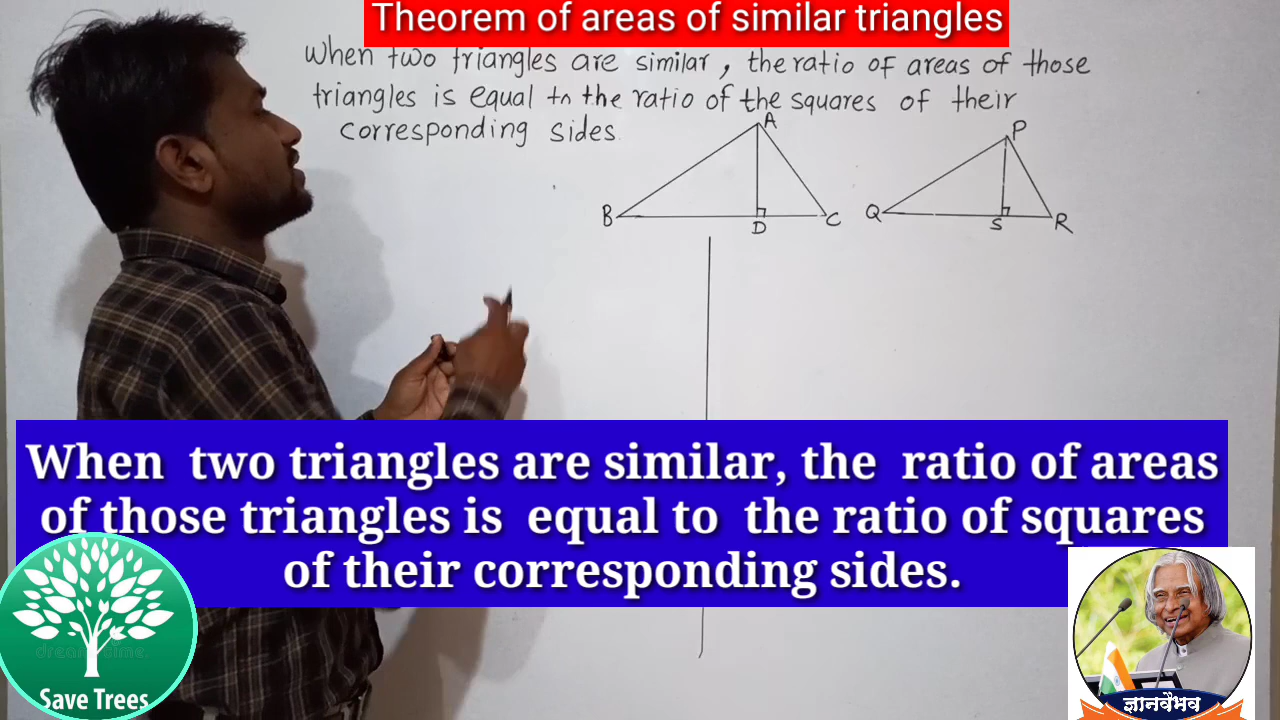 Theorem of areas of similar triangles
When two triangles are similar, the ratio of areas of those
triangles is equal to the ratio of the squares of their
corresponding sides.
A
P
B
D
C
Q
S
R
When two triangles are similar, the ratio of areas
of those triangles is equal to the ratio of squares
of their corresponding sides.
dreamstime.
Save Trees
ज्ञानवैभव